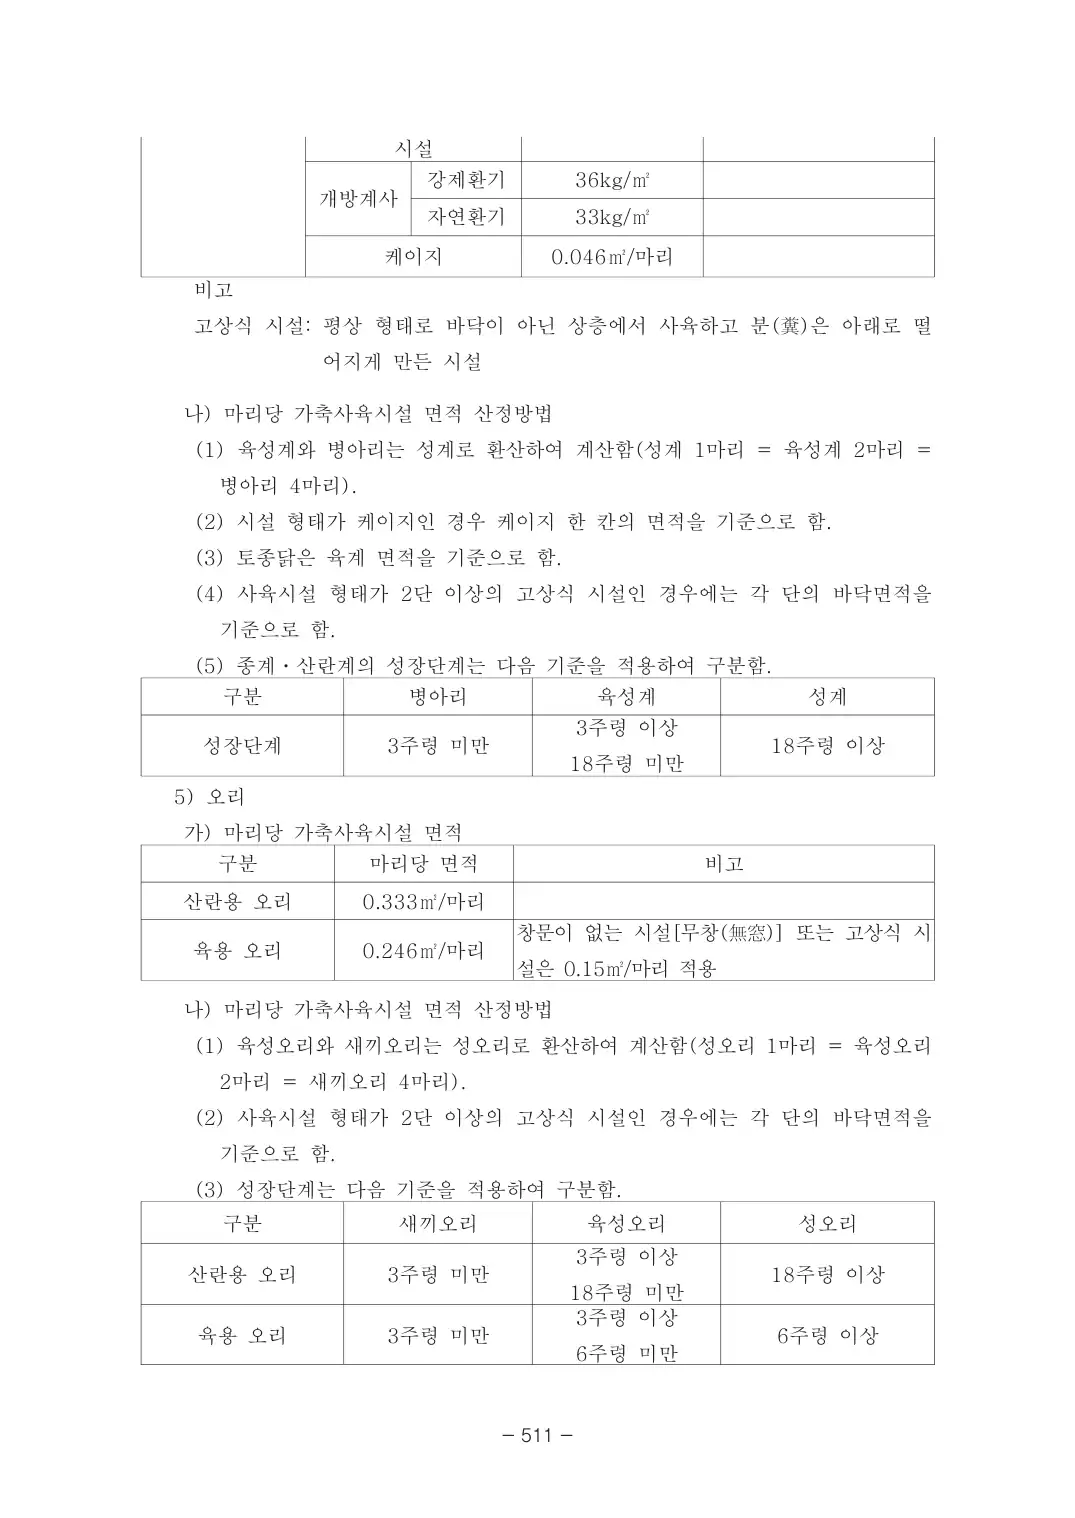 시설
개방계사 강제환기 36kg/㎡
자연환기 33kg/㎡
케이지 0.046㎡/마리
비고
고상식 시설: 평상 형태로 바닥이 아닌 상층에서 사육하고 분(糞)은 아래로 떨
어지게 만든 시설
나) 마리당 가축사육시설 면적 산정방법
(1) 육성계와 병아리는 성계로 환산하여 계산함(성계 1마리 = 육성계 2마리 =
병아리 4마리).
(2) 시설 형태가 케이지인 경우 케이지 한 칸의 면적을 기준으로 함.
(3) 토종닭은 육계 면적을 기준으로 함.
(4) 사육시설 형태가 2단 이상의 고상식 시설인 경우에는 각 단의 바닥면적을
기준으로 함.
(5) 종계·산란계의 성장단계는 다음 기준을 적용하여 구분함.
구분 병아리 육성계 성계
성장단계 3주령 미만 3주령 이상 18주령 이상
18주령 미만
5) 오리
가) 마리당 가축사육시설 면적
구분 마리당 면적 비고
산란용 오리 0.333㎡/마리
육용 오리 0.246㎡/마리 창문이 없는 시설[무창(無窓)] 또는 고상식 시
설은 0.15㎡/마리 적용
나) 마리당 가축사육시설 면적 산정방법
(1) 육성오리와 새끼오리는 성오리로 환산하여 계산함(성오리 1마리 = 육성오리
2마리 = 새끼오리 4마리).
(2) 사육시설 형태가 2단 이상의 고상식 시설인 경우에는 각 단의 바닥면적을
기준으로 함.
(3) 성장단계는 다음 기준을 적용하여 구분함.
구분 새끼오리 육성오리 성오리
산란용 오리 3주령 미만 3주령 이상 18주령 이상
18주령 미만
육용 오리 3주령 미만 3주령 이상 6주령 이상
6주령 미만
- 511 -